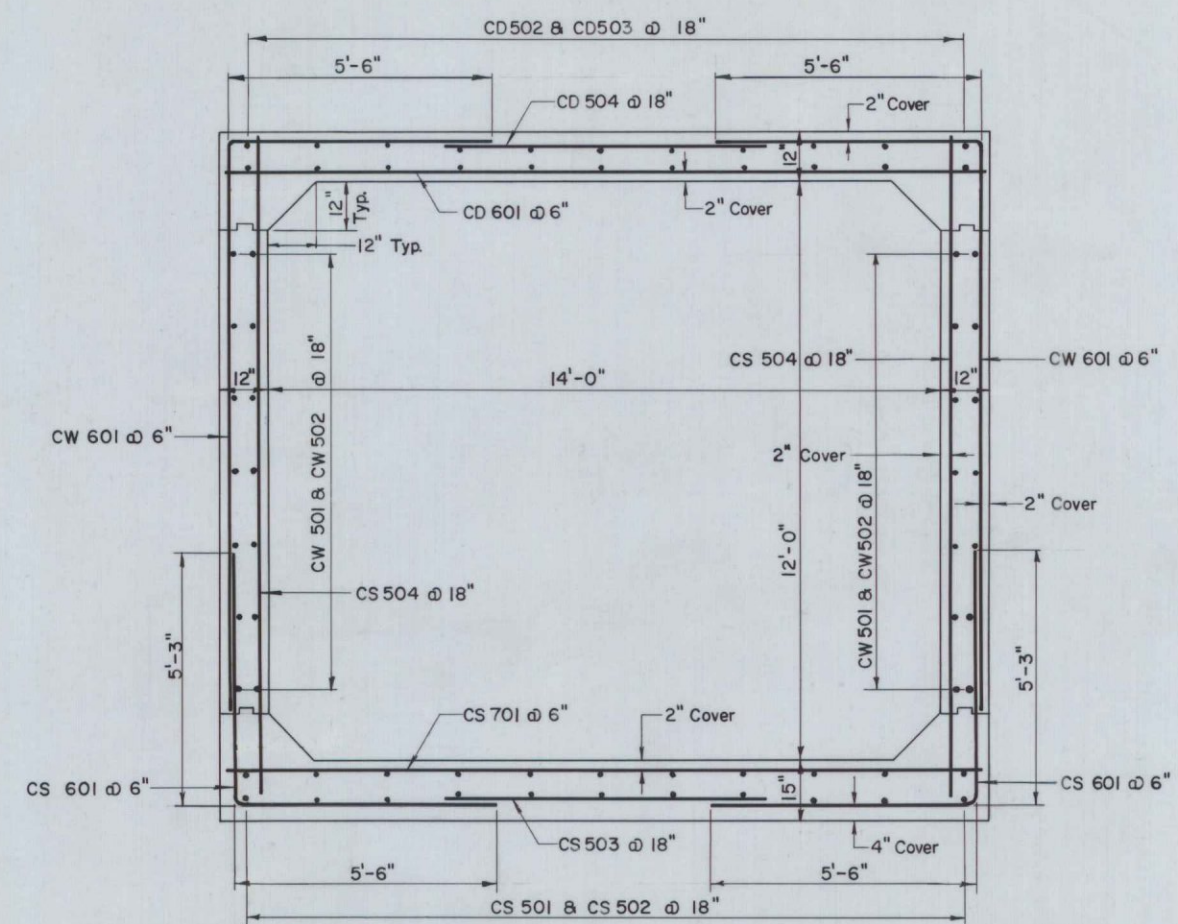 CD502 & CD503 @ 18"
5'-6"
5'-6"
CD 504 @ 18"
2" Cover
12"
12"
Typ.
CD 601 @ 6"
2" Cover
12" Typ.
CW 501 & CW 502 @ 18"
12"
14'-0"
CS 504 @ 18"
12"
CW 601 @ 6"
CW 601 @ 6"
2" Cover
2" Cover
CW 501 & CW502 @ 18"
12'-0"
CS 504 @ 18"
5'-3"
5'-3"
CS 701 @ 6"
2" Cover
CS 601 @ 6"
15"
CS 601 @ 6"
CS 503 @ 18"
4" Cover
5'-6"
5'-6"
CS 501 & CS 502 @ 18"